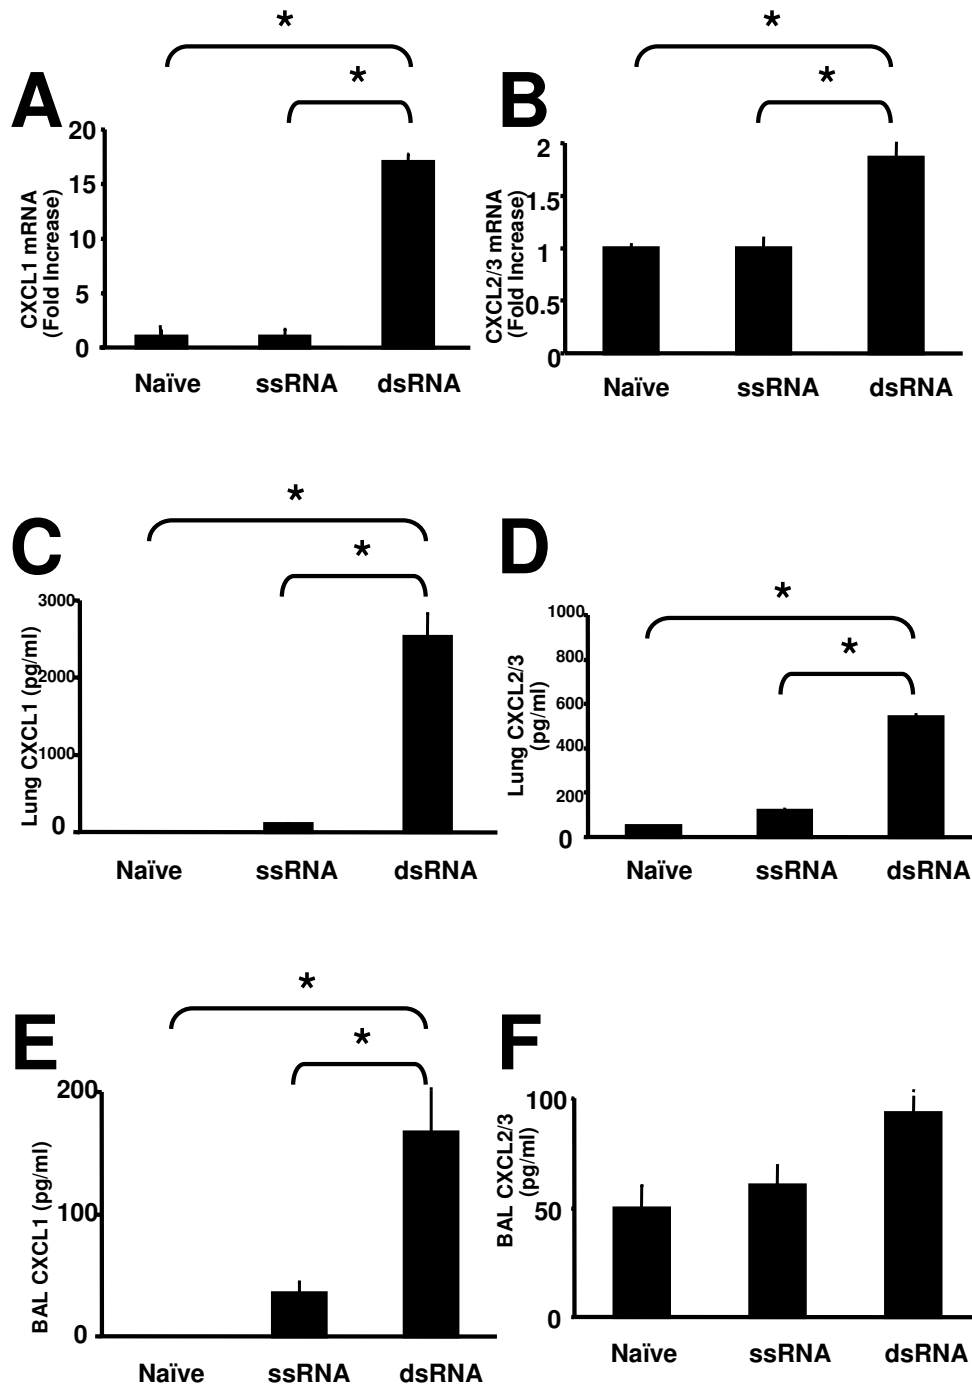 *
*
A
20
15
10
5
0
CXCL1 mRNA
(Fold Increase)
Naïve ssRNA dsRNA
*
*
B
2
1.5
1
0.5
0
CXCL2/3 mRNA
(Fold Increase)
Naïve ssRNA dsRNA
*
*
C
3000
2000
1000
0
Lung CXCL1 (pg/ml)
Naïve ssRNA dsRNA
*
*
D
1000
800
600
400
200
0
Lung CXCL2/3
(pg/ml)
Naïve ssRNA dsRNA
*
*
E
200
100
0
BAL CXCL1 (pg/ml)
Naïve ssRNA dsRNA
F
100
50
0
BAL CXCL2/3
(pg/ml)
Naïve ssRNA dsRNA